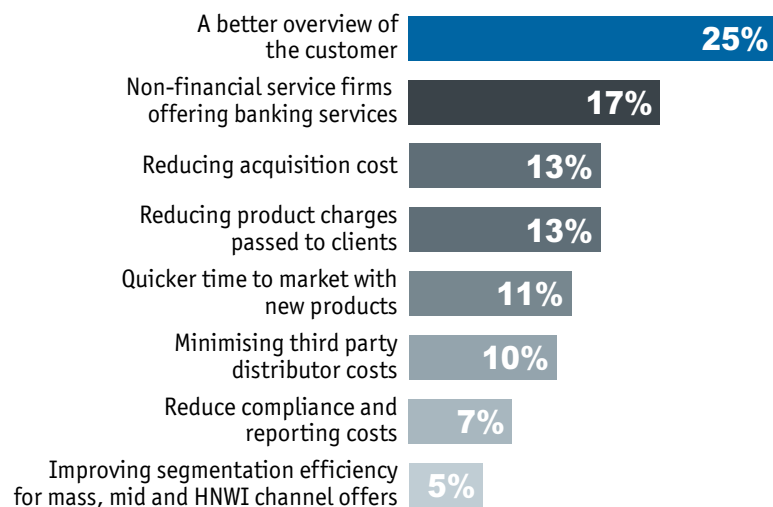 A better overview of
the customer
25%
Non-financial service firms
offering banking services
17%
Reducing acquisition cost
13%
Reducing product charges
passed to clients
13%
Quicker time to market with
new products
11%
Minimising third party
distributor costs
10%
Reduce compliance and
reporting costs
7%
Improving segmentation efficiency
for mass, mid and HNWI channel offers
5%